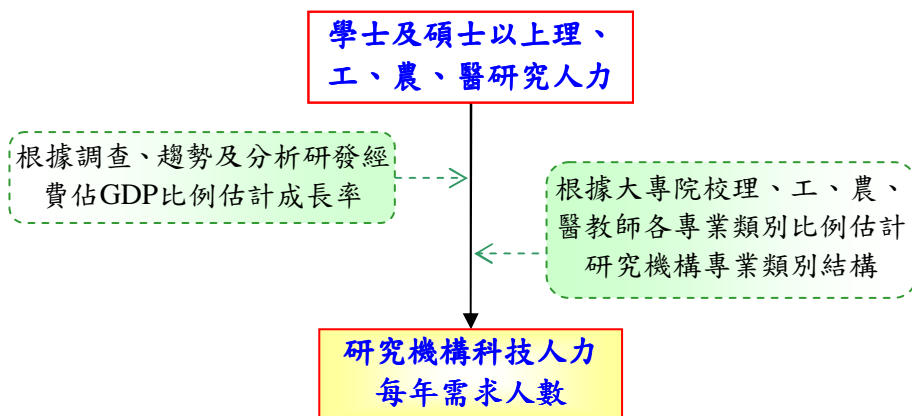 學士及碩士以上理、
工、農、醫研究人力
根據調查、趨勢及分析研發經
費佔GDP比例估計成長率
根據大專院校理、工、農、
醫教師各專業類別比例估計
研究機構專業類別結構
研究機構科技人力
每年需求人數